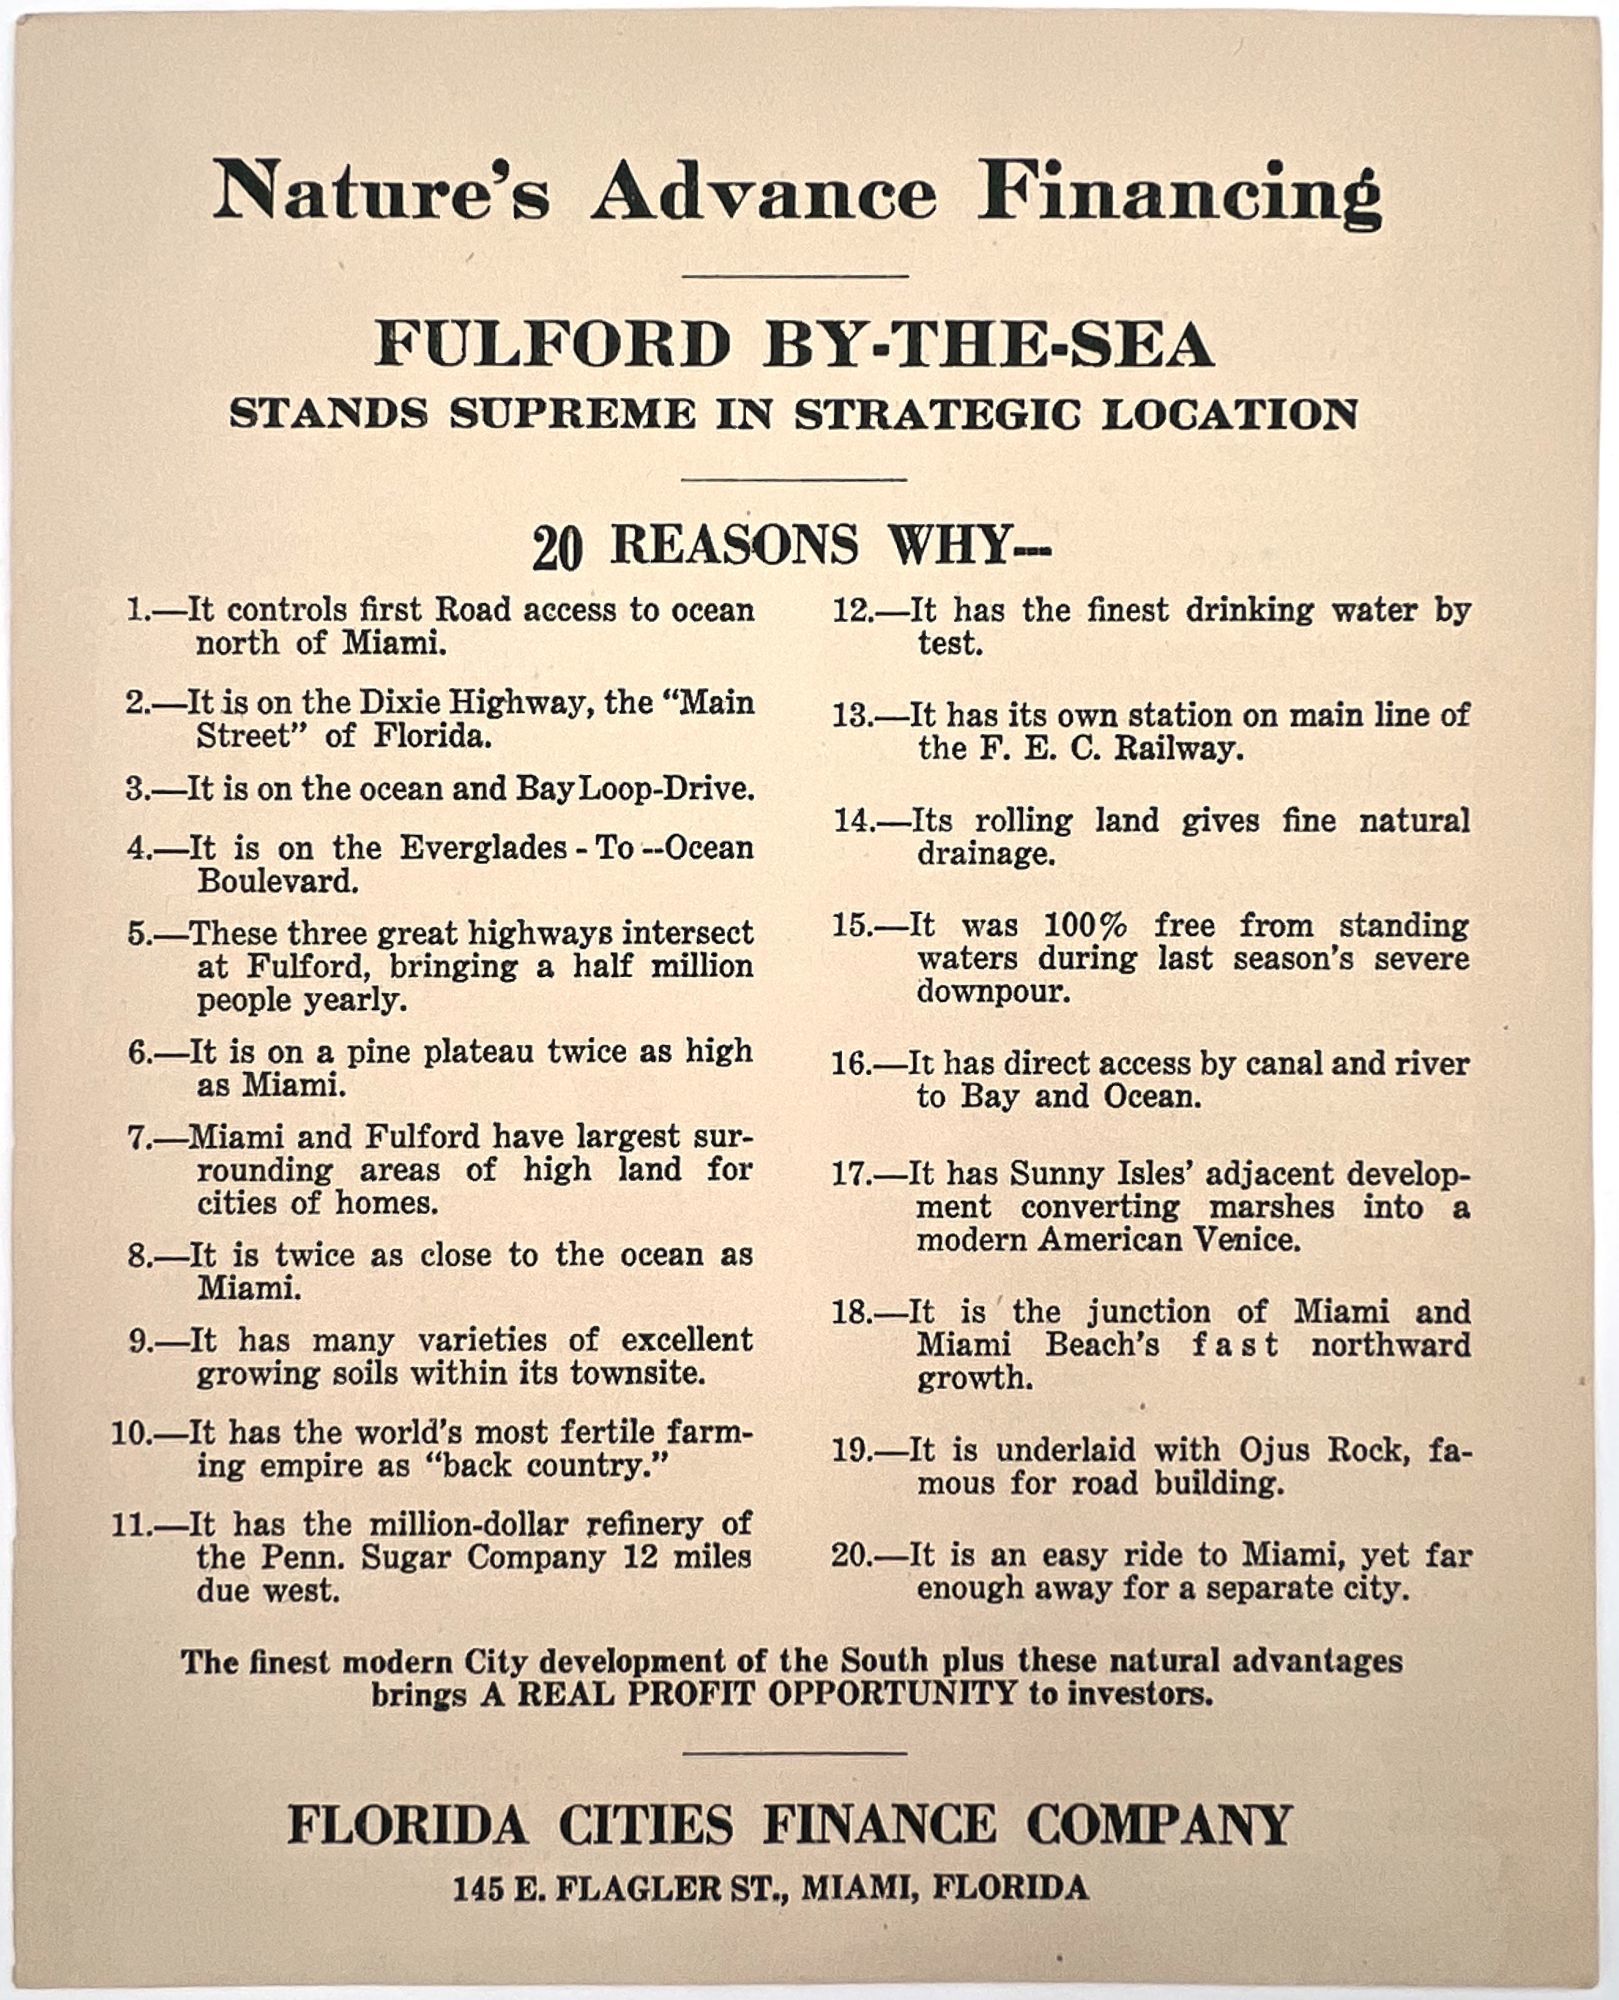 Nature's Advance Financing
FULFORD BY-THE-SEA
STANDS SUPREME IN STRATEGIC LOCATION
20 REASONS WHY---
1.—It controls first Road access to ocean
north of Miami.
2.—It is on the Dixie Highway, the “Main
Street” of Florida.
3.—It is on the ocean and Bay Loop-Drive.
4.—It is on the Everglades - To --Ocean
Boulevard.
5.—These three great highways intersect
at Fulford, bringing a half million
people yearly.
6.—It is on a pine plateau twice as high
as Miami.
7.—Miami and Fulford have largest sur-
rounding areas of high land for
cities of homes.
8.—It is twice as close to the ocean as
Miami.
9.—It has many varieties of excellent
growing soils within its townsite.
10.—It has the world's most fertile farm-
ing empire as “back country.”
11.—It has the million-dollar refinery of
the Penn. Sugar Company 12 miles
due west.
12.—It has the finest drinking water by
test.
13.—It has its own station on main line of
the F. E. C. Railway.
14.—Its rolling land gives fine natural
drainage.
15.—It was 100% free from standing
waters during last season's severe
downpour.
16.—It has direct access by canal and river
to Bay and Ocean.
17.—It has Sunny Isles' adjacent develop-
ment converting marshes into a
modern American Venice.
18.—It is the junction of Miami and
Miami Beach's fast northward
growth.
19.—It is underlaid with Ojus Rock, fa-
mous for road building.
20.—It is an easy ride to Miami, yet far
enough away for a separate city.
The finest modern City development of the South plus these natural advantages
brings A REAL PROFIT OPPORTUNITY to investors.
FLORIDA CITIES FINANCE COMPANY
145 E. FLAGLER ST., MIAMI, FLORIDA